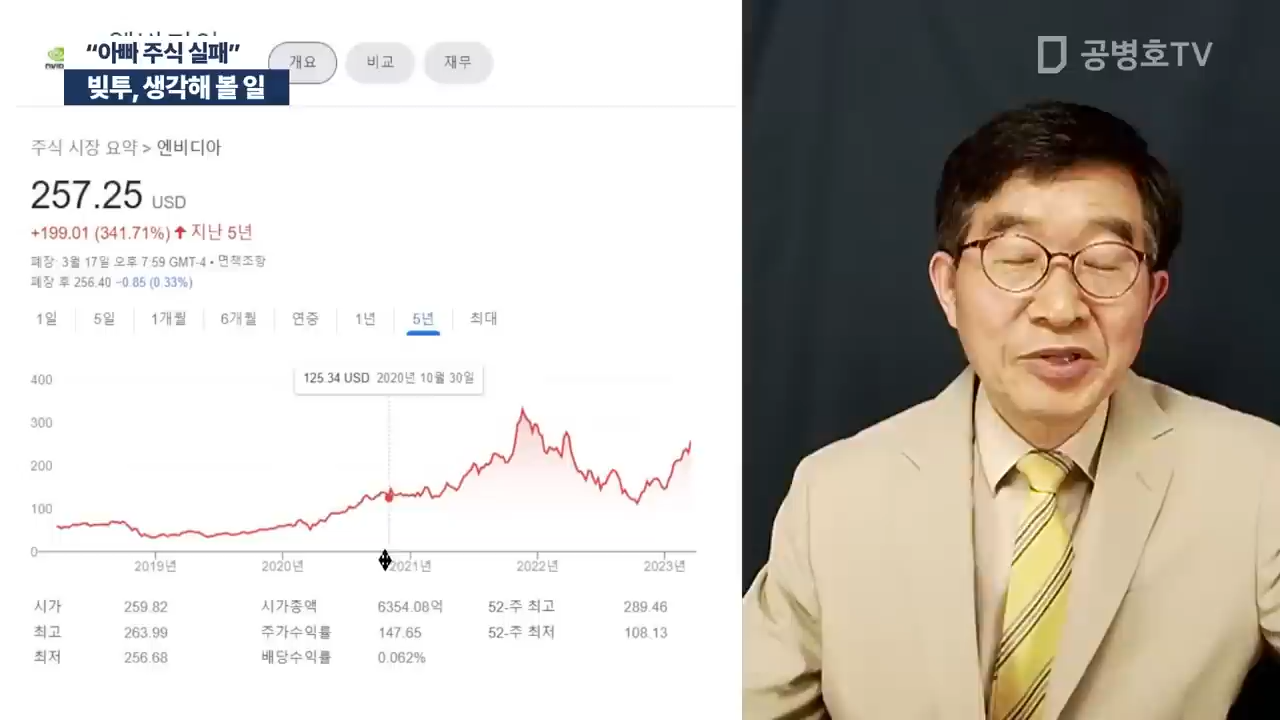 “아빠 주식 실패”
빚투, 생각해 볼 일
개요 비교 재무
공병호TV
주식 시장 요약 > 엔비디아
257.25 USD
+199.01 (341.71%) ↑ 지난 5년
폐장: 3월 17일 오후 7:59 GMT-4 • 면책조항
폐장 후 256.40 −0.85 (0.33%)
1일 5일 1개월 6개월 연중 1년 5년 최대
125.34 USD 2020년 10월 30일
400
300
200
100
0
2019년 2020년 2021년 2022년 2023년
시가 259.82 시가총액 6354.08억 52-주 최고 289.46
최고 263.99 주가수익률 147.65 52-주 최저 108.13
최저 256.68 배당수익률 0.062%